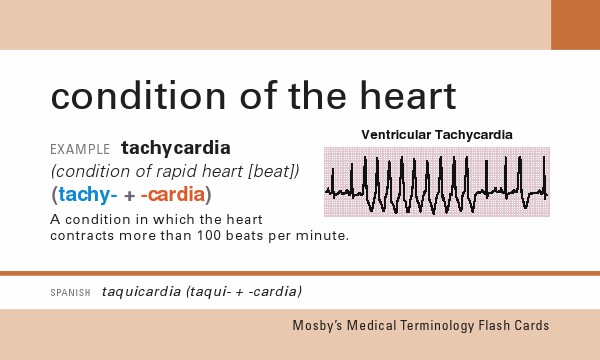 condition of the heart
Ventricular Tachycardia
EXAMPLE tachycardia
(condition of rapid heart [beat])
(tachy- + -cardia)
A condition in which the heart
contracts more than 100 beats per minute.
SPANISH taquicardia (taqui- + -cardia)
Mosby's Medical Terminology Flash Cards